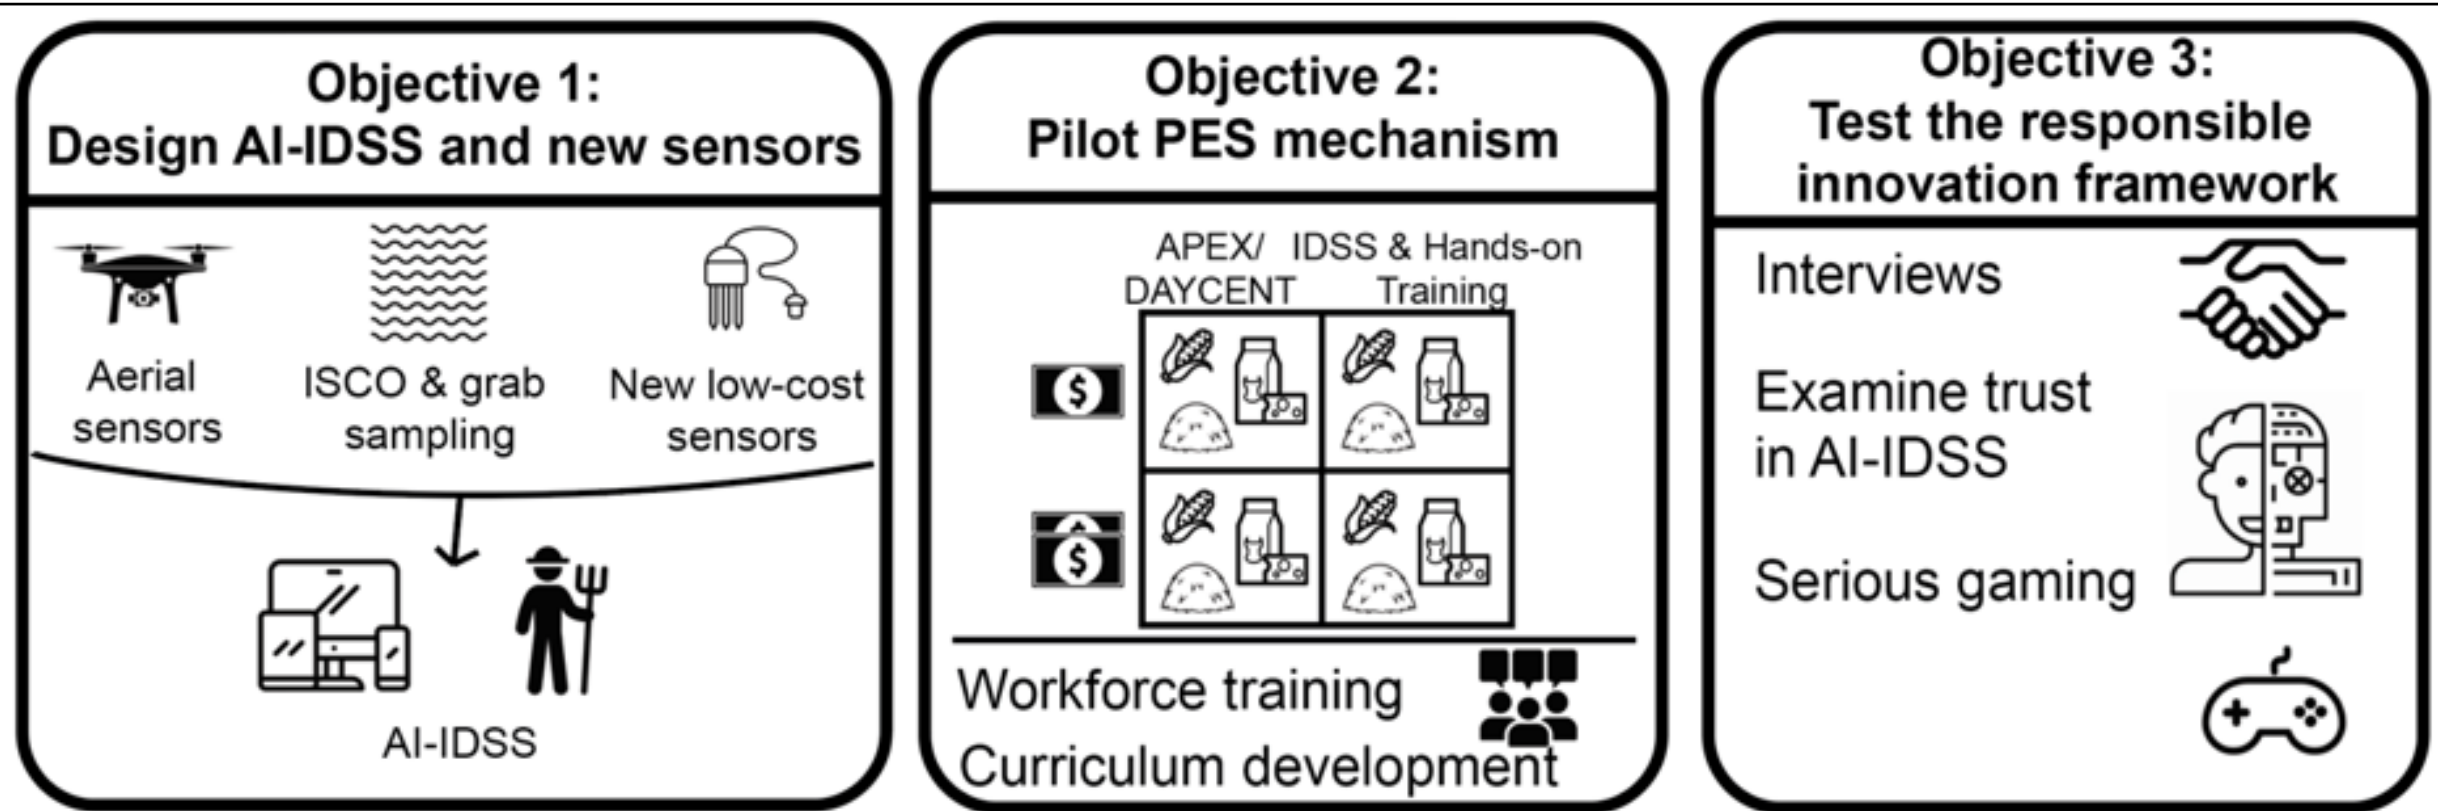 Objective 1:
Design AI-IDSS and new sensors
Aerial
sensors
ISCO & grab
sampling
New low-cost
sensors
AI-IDSS
Objective 2:
Pilot PES mechanism
APEX/
DAYCENT
IDSS & Hands-on
Training
$
$
Workforce training
Curriculum development
Objective 3:
Test the responsible
innovation framework
Interviews
Examine trust
in AI-IDSS
Serious gaming